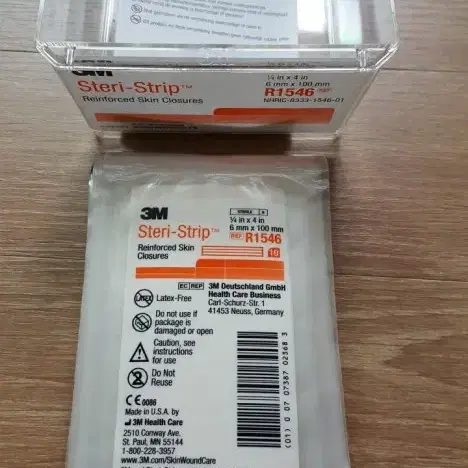 3M
Steri-Strip™
Reinforced Skin Closures
¼ in x 4 in
6 mm x 100 mm
R1546 REF
NHRIC-8333-1546-01
3M
Steri-Strip™
Reinforced Skin
Closures
STERILE R
¼ in x 4 in
6 mm x 100 mm
REF R1546
10
EC REP
3M Deutschland GmbH
Health Care Business
Carl-Schurz-Str. 1
41453 Neuss, Germany
Latex
Latex-Free
Do not use if
package is
damaged or open
Caution, see
instructions
for use
2
Do Not
Reuse
CE 0086
Made in U.S.A. by
3M Health Care
2510 Conway Ave.
St. Paul, MN 55144
1-800-228-3957
www.3M.com/SkinWoundCare
(01) 0 07 07387 02368 3